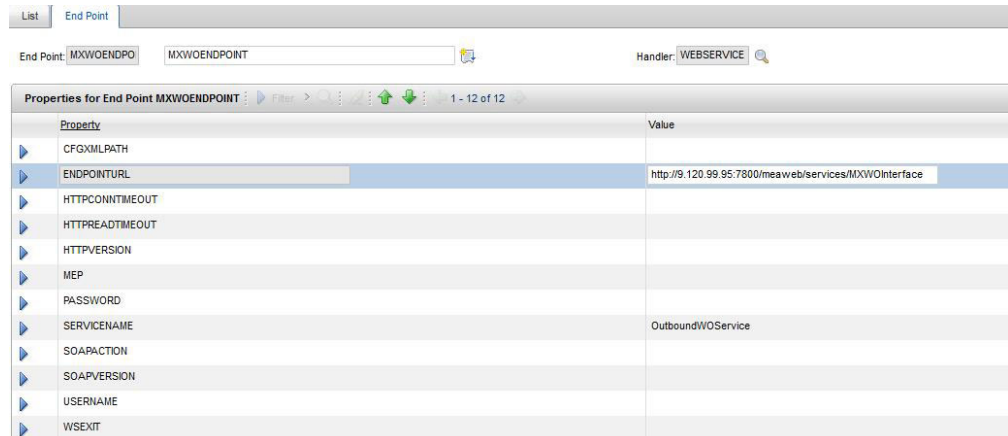 List End Point
End Point: MXWOENDPO MXWOENDPOINT Handler: WEBSERVICE
Properties for End Point MXWOENDPOINT Filter 1 - 12 of 12
Property Value
CFGXMLPATH
ENDPOINTURL http://9.120.99.95:7800/meaweb/services/MXWOInterface
HTTPCONNTIMEOUT
HTTPREADTIMEOUT
HTTPVERSION
MEP
PASSWORD
SERVICENAME OutboundWOService
SOAPACTION
SOAPVERSION
USERNAME
WSEXIT